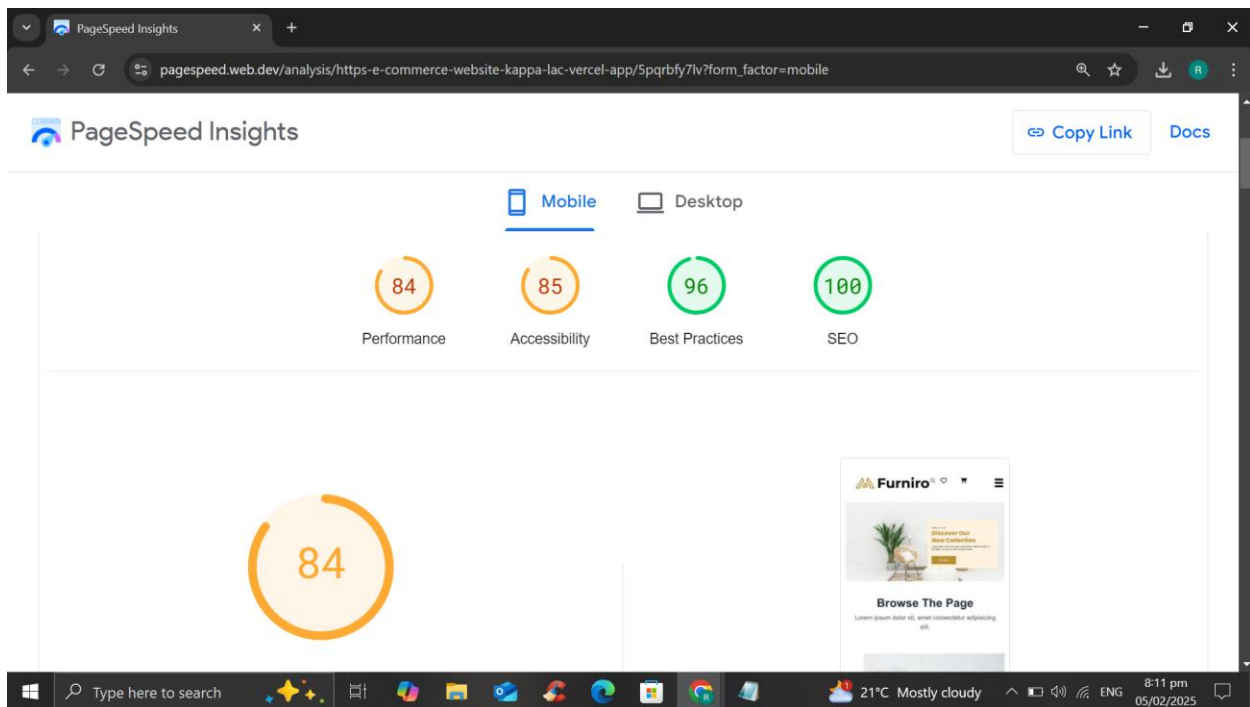 PageSpeed Insights
pagespeed.web.dev/analysis/https-e-commerce-website-kappa-lac-vercel-app/5pqrbfy7lv?form_factor=mobile
R
PageSpeed Insights
Copy Link
Docs
Mobile
Desktop
84
85
96
100
Performance
Accessibility
Best Practices
SEO
84
Furniro
Discover Our
New Collection
Browse The Page
Lorem ipsum dolor sit, amet consectetur adipisicing
elit.
Type here to search
1
21°C Mostly cloudy
ENG
8:11 pm
05/02/2025